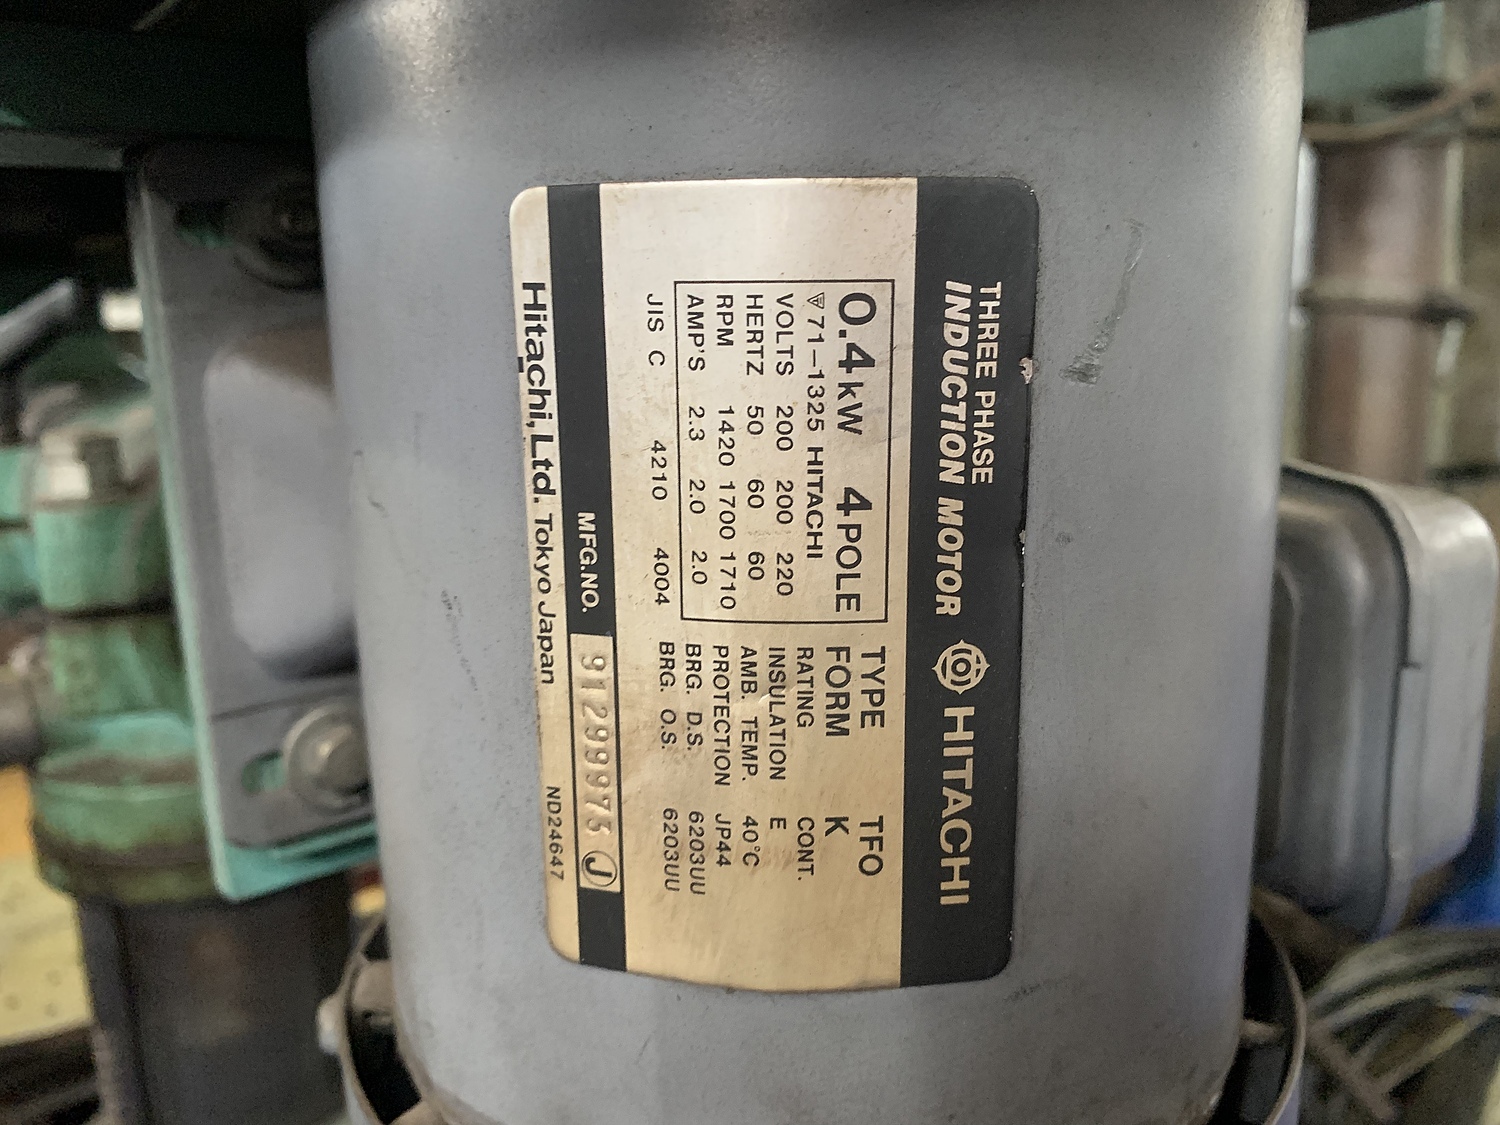 THREE PHASE
INDUCTION MOTOR HITACHI
0.4kW 4POLE
71-1325 HITACHI
VOLTS 200 200 220
HERTZ 50 60 60
RPM 1420 1700 1710
AMP'S 2.3 2.0 2.0
JIS C 4210 4004
TYPE TFO
FORM K
RATING CONT.
INSULATION E
AMB. TEMP. 40°C
PROTECTION JP44
BRG. D.S. 6203UU
BRG. O.S. 6203UU
MFG.NO. 91299975 J
Hitachi, Ltd. Tokyo Japan ND24647